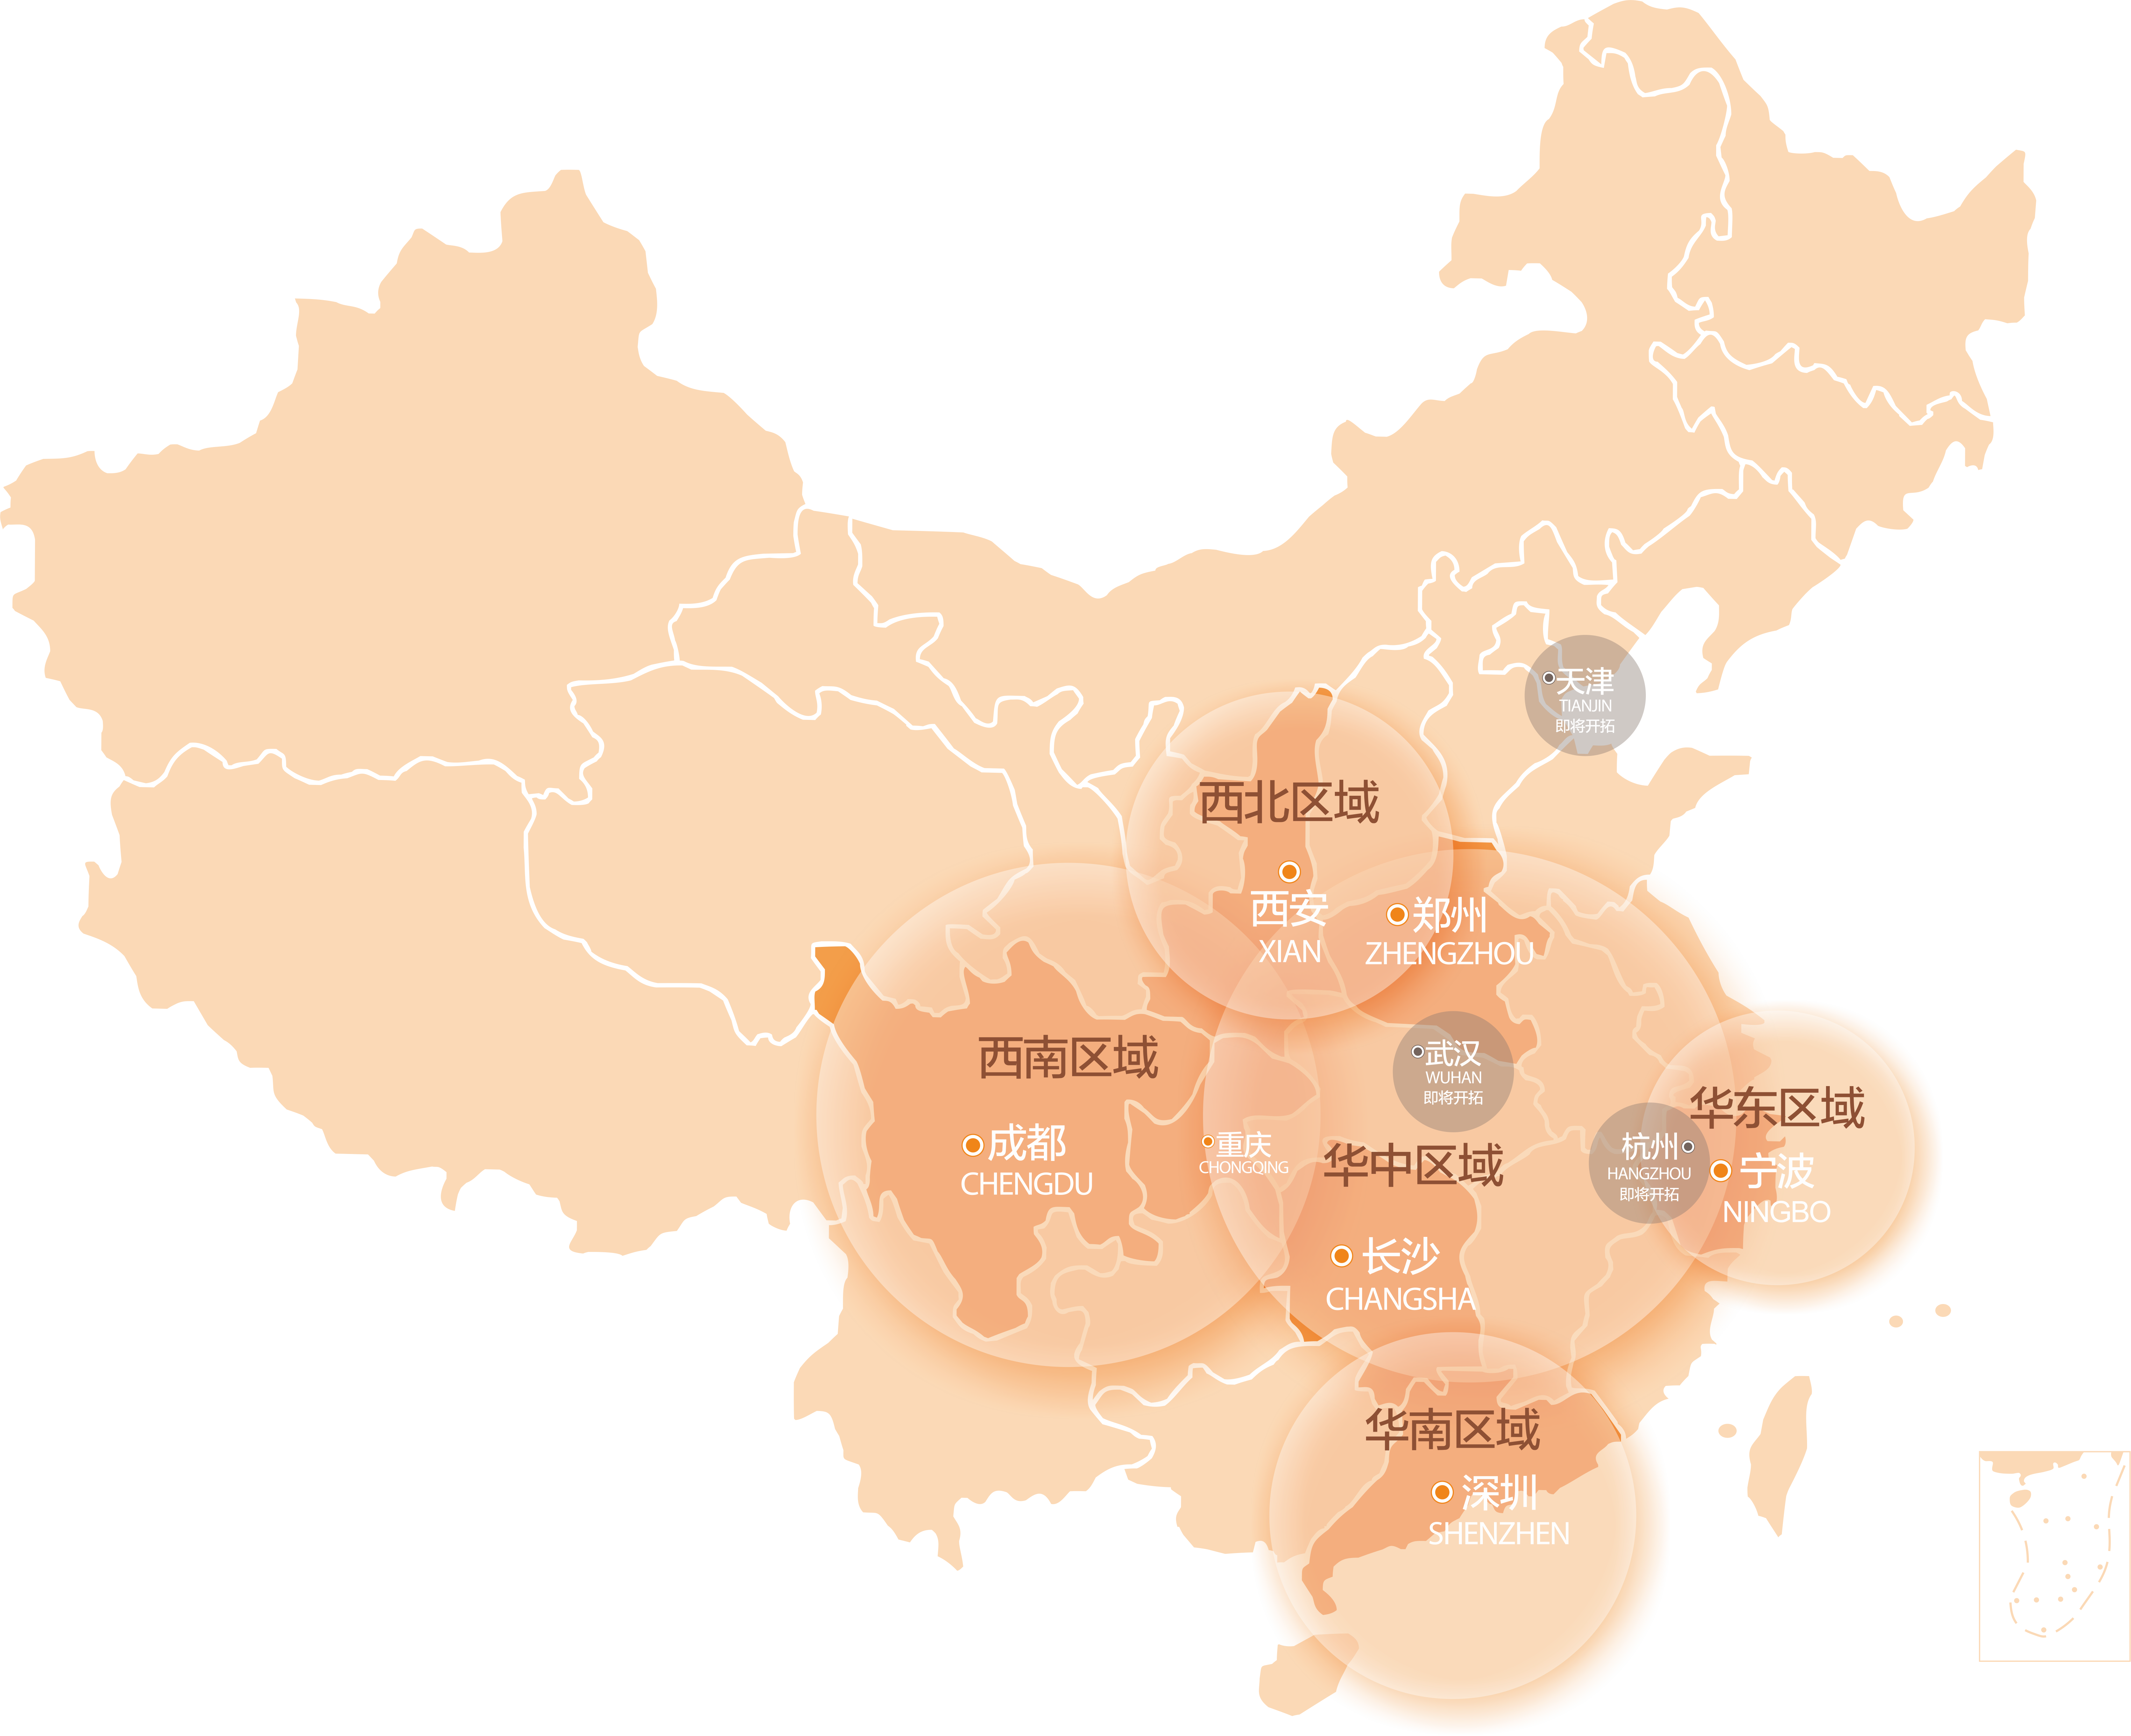 天津
TIANJIN
即将开拓
西北区域
西安
XIAN
郑州
ZHENGZHOU
西南区域
成都
CHENGDU
重庆
CHONGQING
武汉
WUHAN
即将开拓
华中区域
长沙
CHANGSHA
华东区域
杭州
HANGZHOU
即将开拓
宁波
NINGBO
华南区域
深圳
SHENZHEN